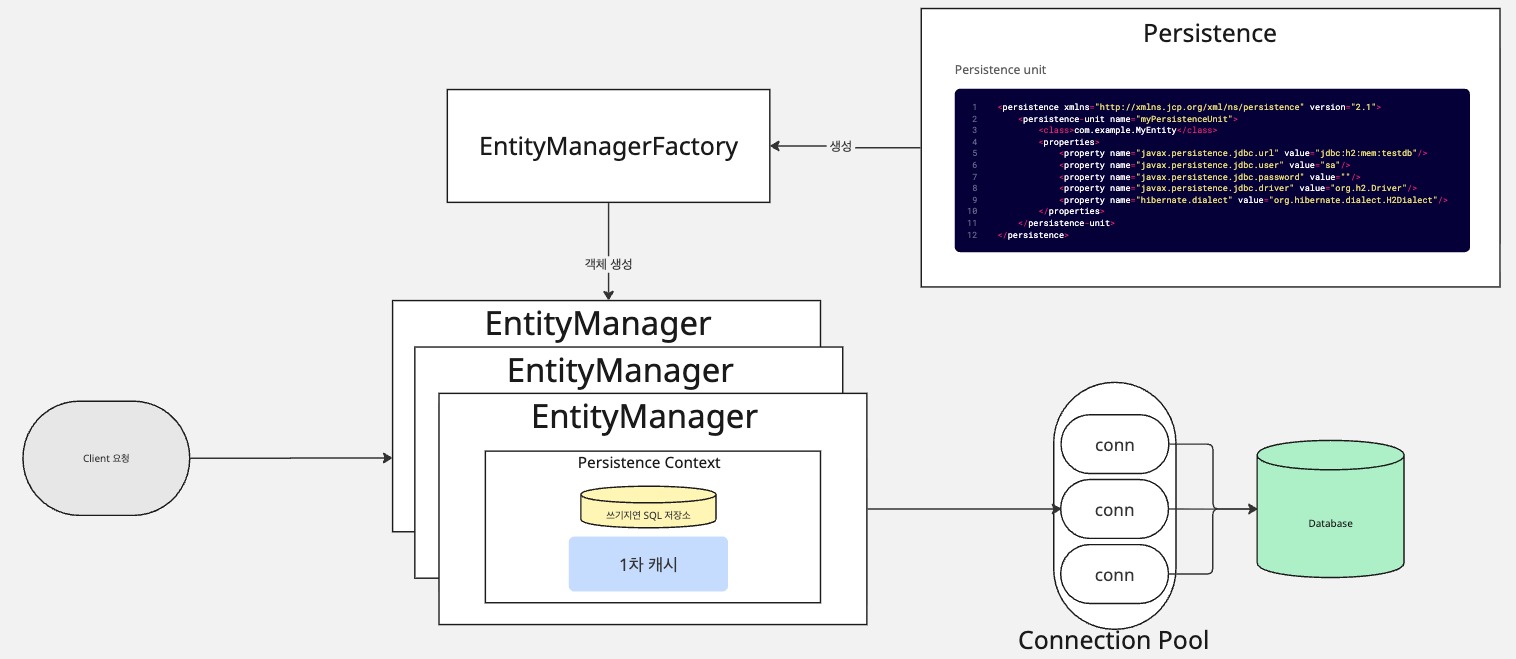 Persistence
Persistence unit
1 <persistence xmlns="http://xmlns.jcp.org/xml/ns/persistence" version="2.1">
2 <persistence-unit name="myPersistenceUnit">
3 <class>com.example.MyEntity</class>
4 <properties>
5 <property name="javax.persistence.jdbc.url" value="jdbc:h2:mem:testdb"/>
6 <property name="javax.persistence.jdbc.user" value="sa"/>
7 <property name="javax.persistence.jdbc.password" value=""/>
8 <property name="javax.persistence.jdbc.driver" value="org.h2.Driver"/>
9 <property name="hibernate.dialect" value="org.hibernate.dialect.H2Dialect"/>
10 </properties>
11 </persistence-unit>
12 </persistence>
생성
EntityManagerFactory
객체 생성
EntityManager
EntityManager
EntityManager
Persistence Context
쓰기지연 SQL 저장소
1차 캐시
Client 요청
conn
conn
conn
Connection Pool
Database